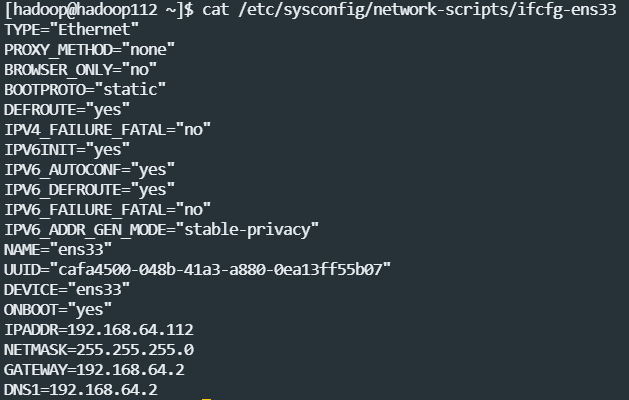 [hadoop@hadoop112 ~]$ cat /etc/sysconfig/network-scripts/ifcfg-ens33
TYPE="Ethernet"
PROXY_METHOD="none"
BROWSER_ONLY="no"
BOOTPROTO="static"
DEFROUTE="yes"
IPV4_FAILURE_FATAL="no"
IPV6INIT="yes"
IPV6_AUTOCONF="yes"
IPV6_DEFROUTE="yes"
IPV6_FAILURE_FATAL="no"
IPV6_ADDR_GEN_MODE="stable-privacy"
NAME="ens33"
UUID="cafa4500-048b-41a3-a880-0ea13ff55b07"
DEVICE="ens33"
ONBOOT="yes"
IPADDR=192.168.64.112
NETMASK=255.255.255.0
GATEWAY=192.168.64.2
DNS1=192.168.64.2